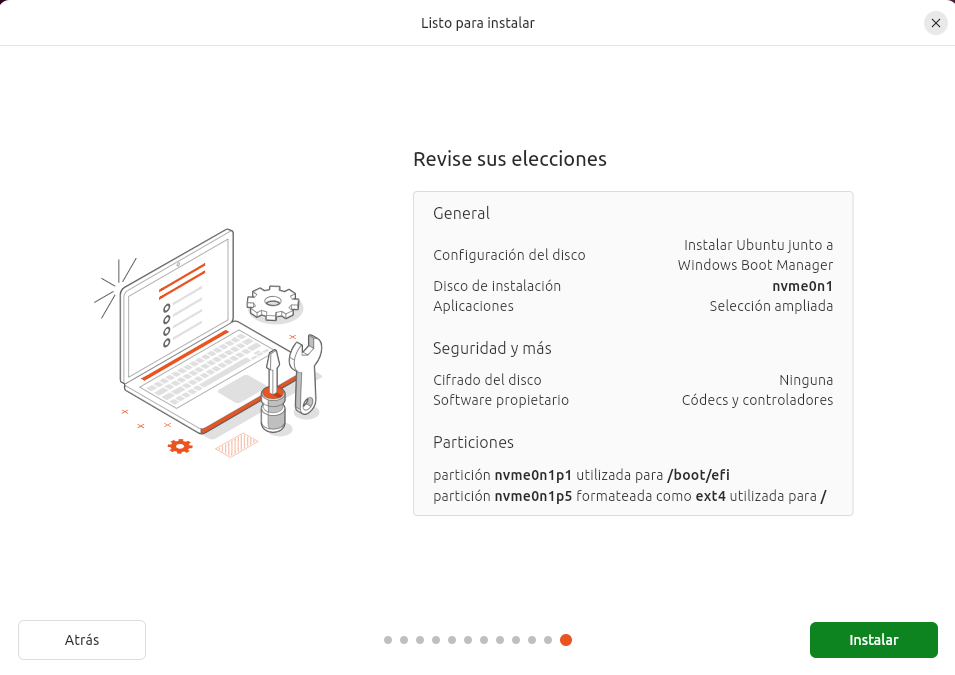 Listo para instalar
Revise sus elecciones
General
Configuración del disco
Instalar Ubuntu junto a
Windows Boot Manager
Disco de instalación nvme0n1
Aplicaciones Selección ampliada
Seguridad y más
Cifrado del disco Ninguna
Software propietario Códecs y controladores
Particiones
partición nvme0n1p1 utilizada para /boot/efi
partición nvme0n1p5 formateada como ext4 utilizada para /
Atrás
Instalar